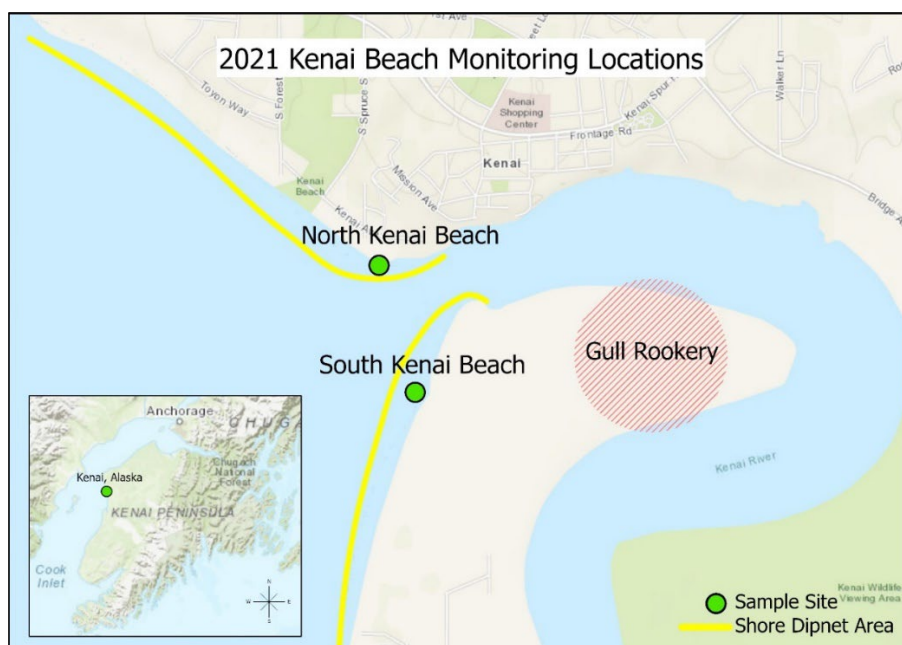 2021 Kenai Beach Monitoring Locations
Toyon Way
S Forest
S Spruce S
Kenai
Shopping
Center
Kenai Spur
Frontage Rd
Walker Ln
Kenai
Mission Ave
Bridge A
Kenai
Beach
Kenai A
North Kenai Beach
Gull Rookery
South Kenai Beach
Kenai River
Anchorage
CHUGA
Chugach
National
Forest
Kenai, Alaska
KENAI PENINSULA
Cook
Inlet
N
W
E
S
Kenai Wildlife
Viewing Area
Sample Site
Shore Dipnet Area